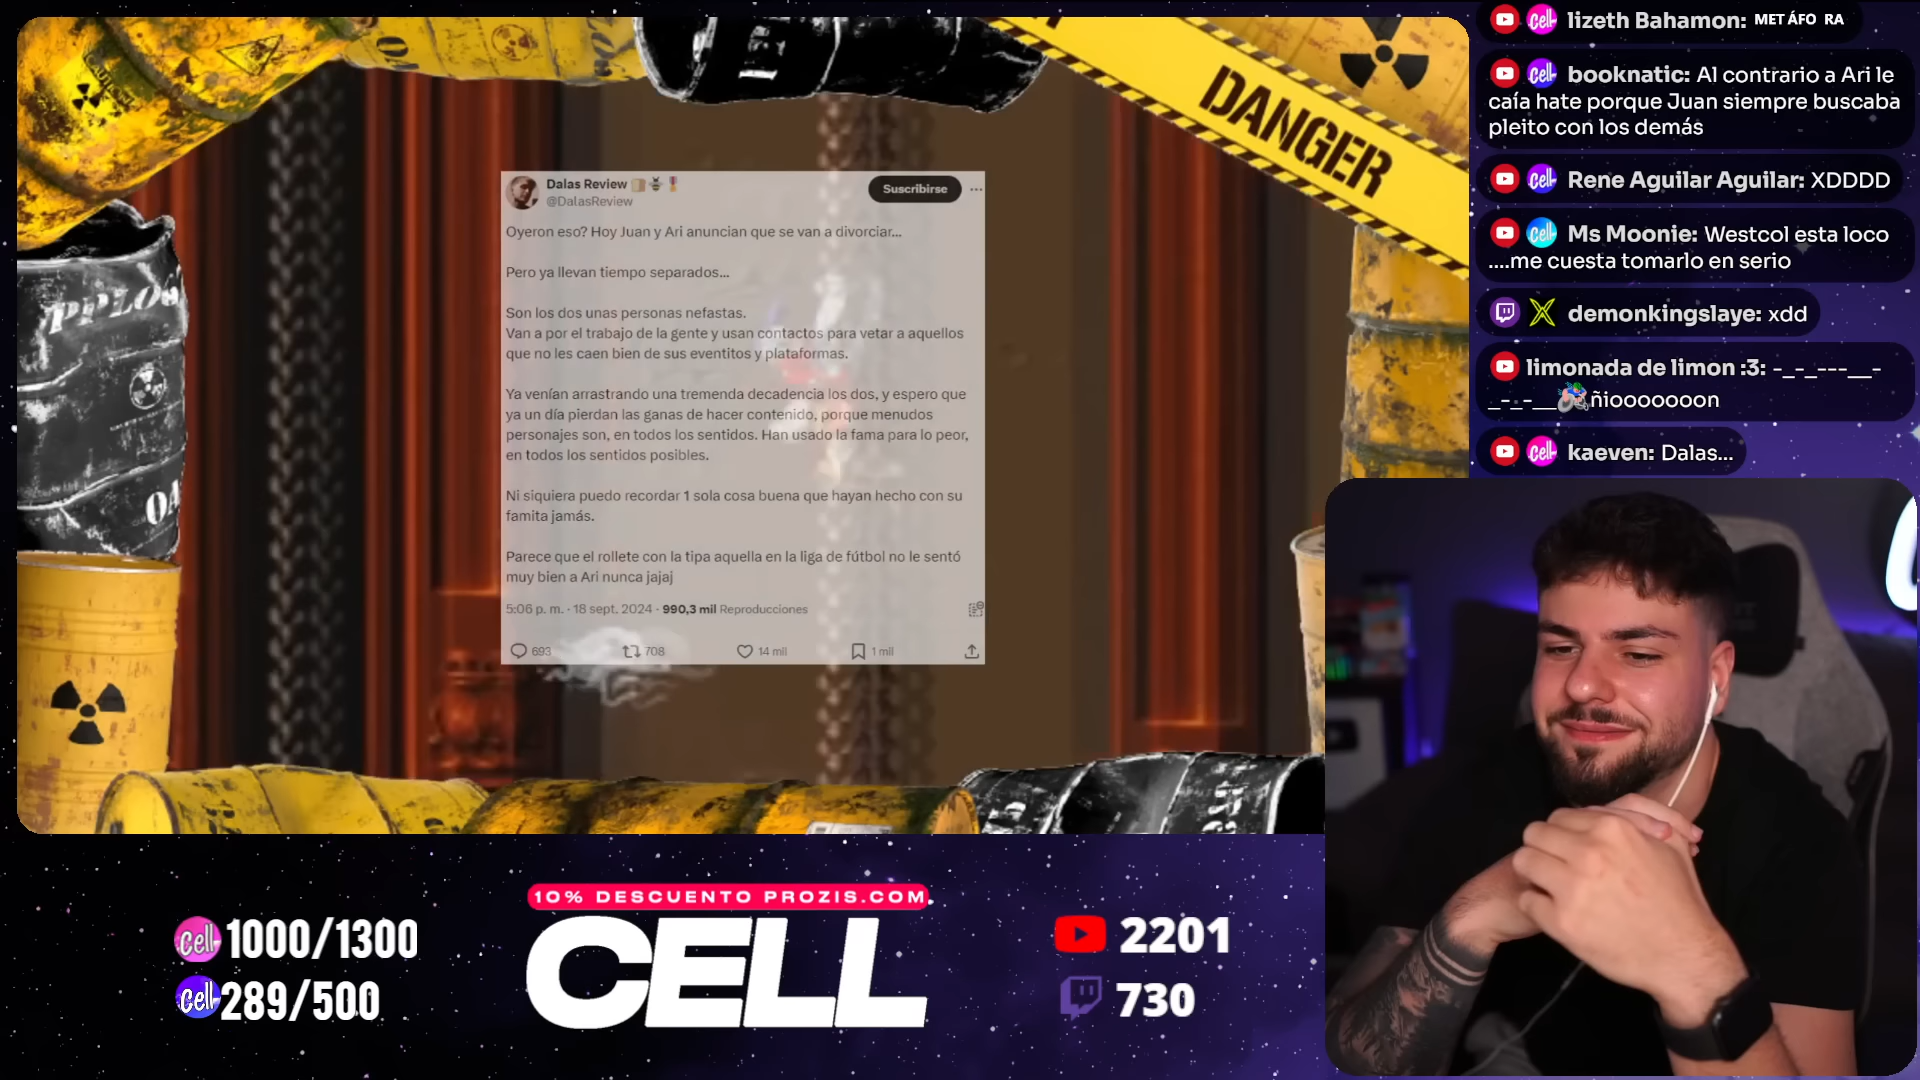 DANGER
PPLOS
Dalas Review
@DalasReview
Suscribirse
Oyeron eso? Hoy Juan y Ari anuncian que se van a divorciar...
Pero ya llevan tiempo separados...
Son los dos unas personas nefastas.
Van a por el trabajo de la gente y usan contactos para vetar a aquellos
que no les caen bien de sus eventitos y plataformas.
Ya venían arrastrando una tremenda decadencia los dos, y espero que
ya un día pierdan las ganas de hacer contenido, porque menudos
personajes son, en todos los sentidos. Han usado la fama para lo peor,
en todos los sentidos posibles.
Ni siquiera puedo recordar 1 sola cosa buena que hayan hecho con su
famita jamás.
Parece que el rollete con la tipa aquella en la liga de fútbol no le sentó
muy bien a Ari nunca jajaj
5:06 p. m. · 18 sept. 2024 · 990,3 mil Reproducciones
693 708 14 mil 1 mil
Cell lizeth Bahamon: METÁFO RA
Cell booknatic: Al contrario a Ari le
caía hate porque Juan siempre buscaba
pleito con los demás
Cell Rene Aguilar Aguilar: XDDDD
Cell Ms Moonie: Westcol esta loco
....me cuesta tomarlo en serio
demonkingslaye: xdd
limonada de limon :3: -_-_---__-
_-_-__ñiooooooon
Cell kaeven: Dalas...
Cell 1000/1300
Cell 289/500
10% DESCUENTO PROZIS.COM
CELL
2201
730